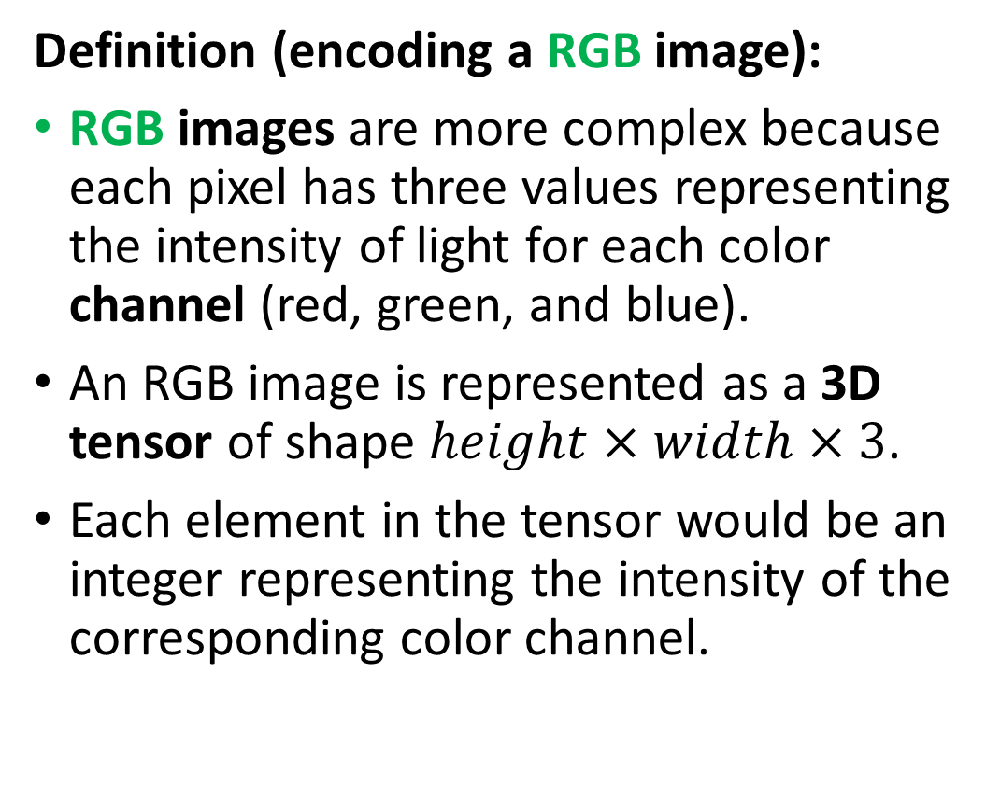 Definition (encoding a RGB image):
• RGB images are more complex because
each pixel has three values representing
the intensity of light for each color
channel (red, green, and blue).
• An RGB image is represented as a 3D
tensor of shape height × width × 3.
• Each element in the tensor would be an
integer representing the intensity of the
corresponding color channel.